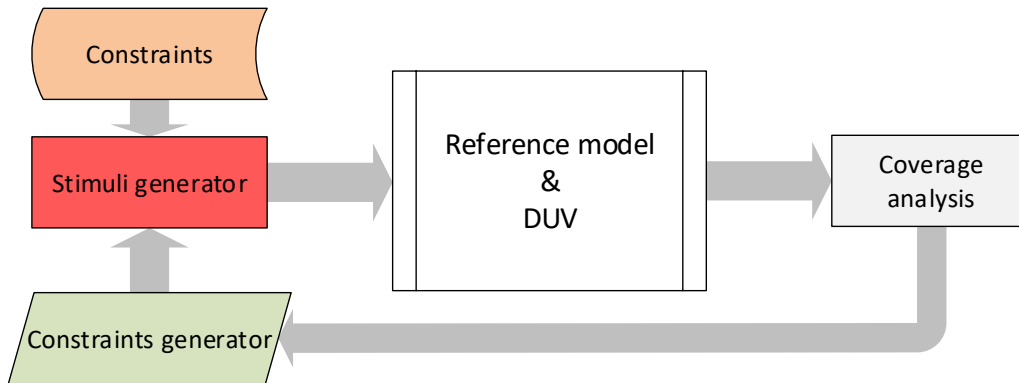 Constraints
Stimuli generator
Reference model
&
DUV
Coverage
analysis
Constraints generator